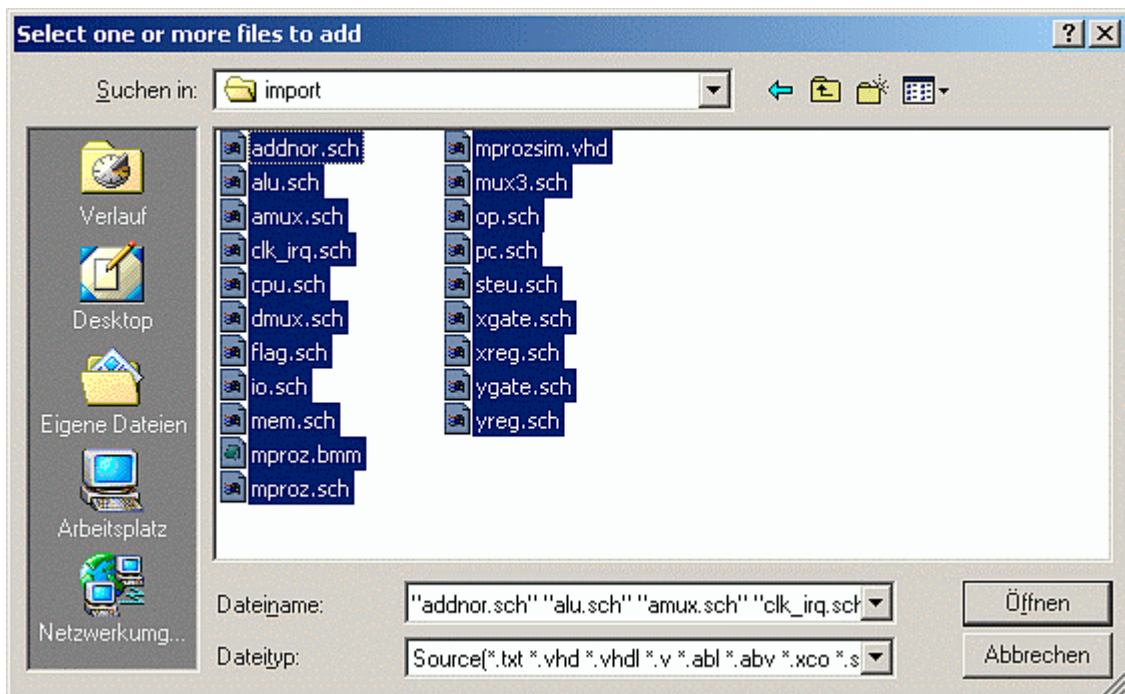 Select one or more files to add
Suchen in: import
Verlauf
Desktop
Eigene Dateien
Arbeitsplatz
Netzwerkumg...
addnor.sch
alu.sch
amux.sch
clk_irq.sch
cpu.sch
dmux.sch
flag.sch
io.sch
mem.sch
mproz.bmm
mproz.sch
mprozsim.vhd
mux3.sch
op.sch
pc.sch
steu.sch
xgate.sch
xreg.sch
ygate.sch
yreg.sch
Dateiname: "addnor.sch" "alu.sch" "amux.sch" "clk_irq.sch
Öffnen
Dateityp: Source(*.txt *.vhd *.vhdl *.v *.abl *.abv *.xco *.s
Abbrechen